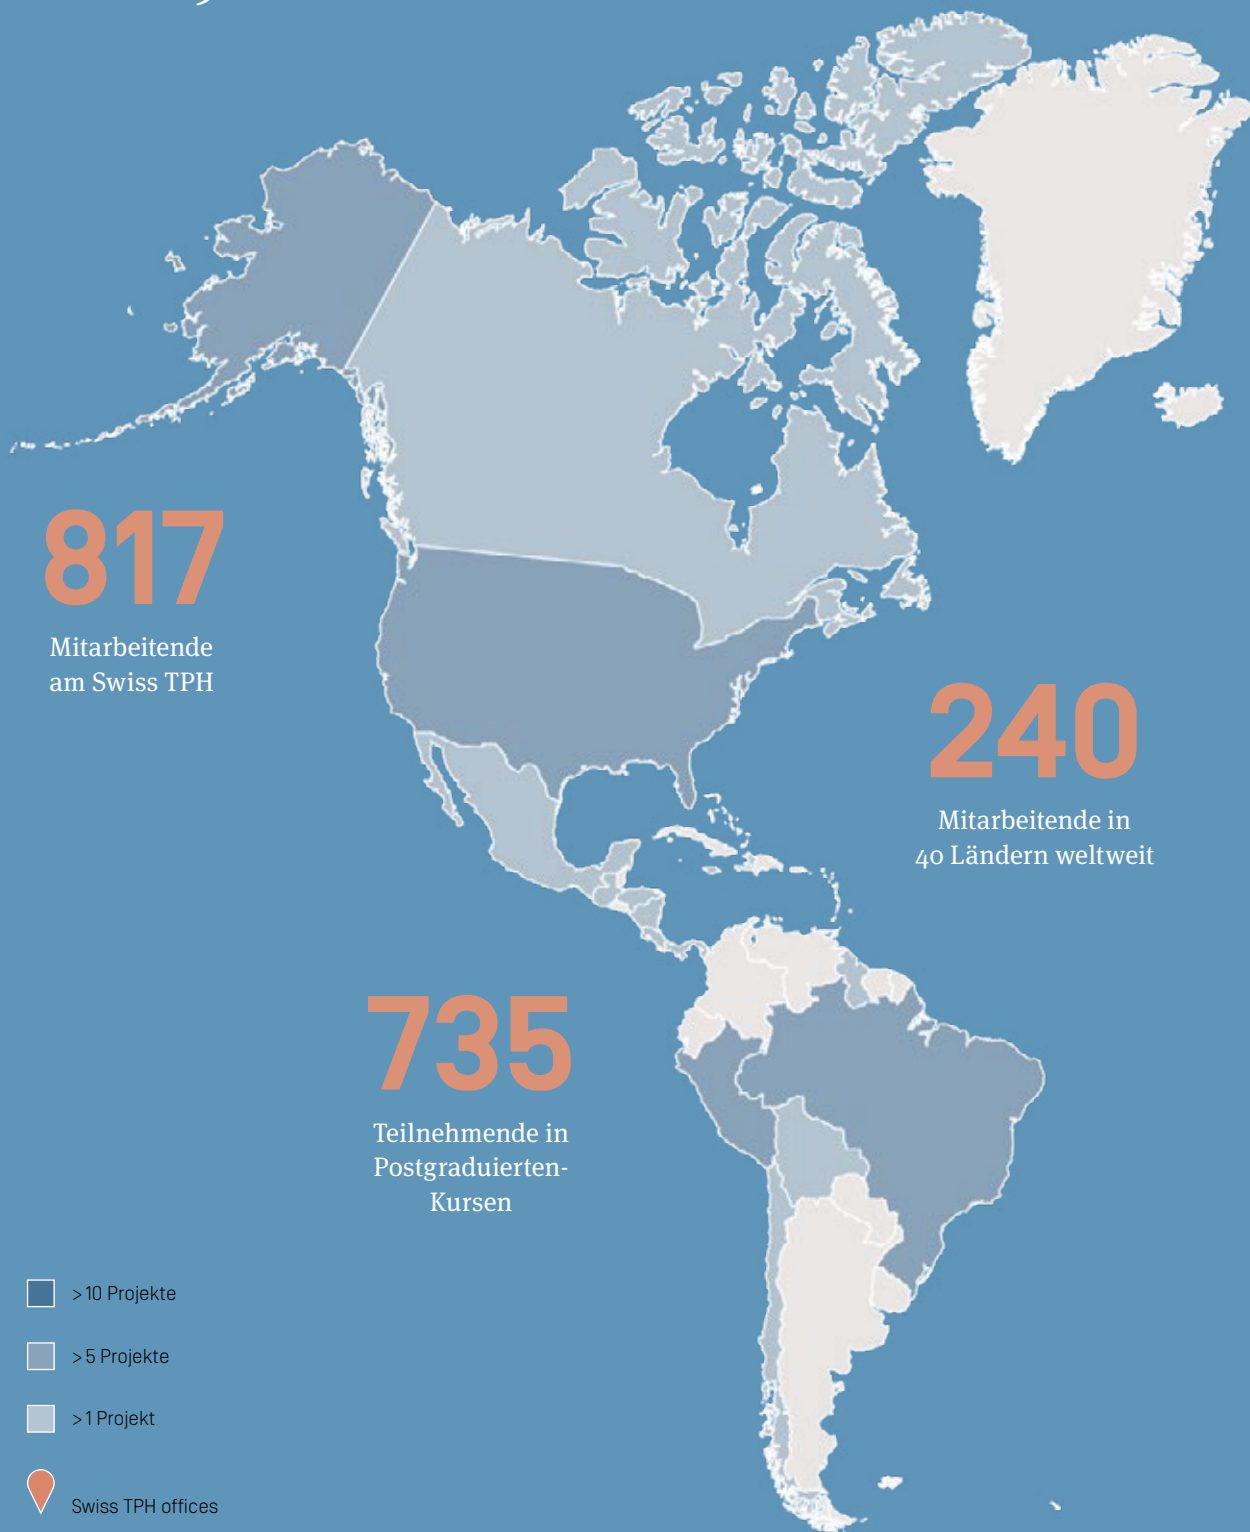 817
Mitarbeitende
am Swiss TPH
240
Mitarbeitende in
40 Ländern weltweit
735
Teilnehmende in
Postgraduierten-
Kursen
> 10 Projekte
> 5 Projekte
> 1 Projekt
Swiss TPH offices